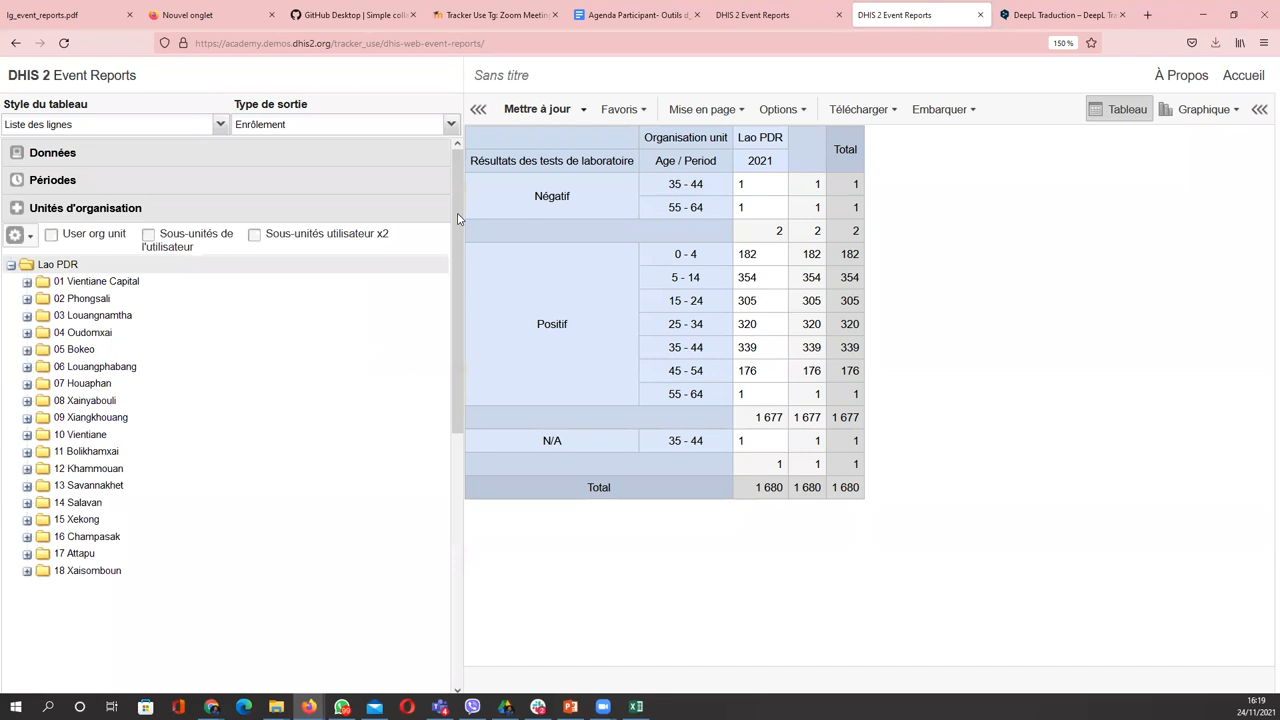 lg_event_reports.pdf
Nouvel onglet
GitHub Desktop | Simple colla
Tracker Use Tg: Zoom Meetin
Agenda Participant- Outils d
DHIS 2 Event Reports
DHIS 2 Event Reports
DeepL Traduction – DeepL Tra
https://academy.demos.dhis2.org/tracker_use/dhis-web-event-reports/
150 %
DHIS 2 Event Reports
Sans titre
À Propos
Accueil
Style du tableau
Type de sortie
Liste des lignes
Enrôlement
Mettre à jour
Favoris
Mise en page
Options
Télécharger
Embarquer
Tableau
Graphique
Données
Périodes
Unités d'organisation
User org unit
Sous-unités de l'utilisateur
Sous-unités utilisateur x2
Lao PDR
01 Vientiane Capital
02 Phongsali
03 Louangnamtha
04 Oudomxai
05 Bokeo
06 Louangphabang
07 Houaphan
08 Xainyabouli
09 Xiangkhouang
10 Vientiane
11 Bolikhamxai
12 Khammouan
13 Savannakhet
14 Salavan
15 Xekong
16 Champasak
17 Attapu
18 Xaisomboun
Organisation unit Lao PDR Total
Résultats des tests de laboratoire Age / Period 2021
Négatif 35 - 44 1 1 1
55 - 64 1 1 1
2 2 2
Positif 0 - 4 182 182 182
5 - 14 354 354 354
15 - 24 305 305 305
25 - 34 320 320 320
35 - 44 339 339 339
45 - 54 176 176 176
55 - 64 1 1 1
1 677 1 677 1 677
N/A 35 - 44 1 1 1
1 1 1
Total 1 680 1 680 1 680
16:19
24/11/2021